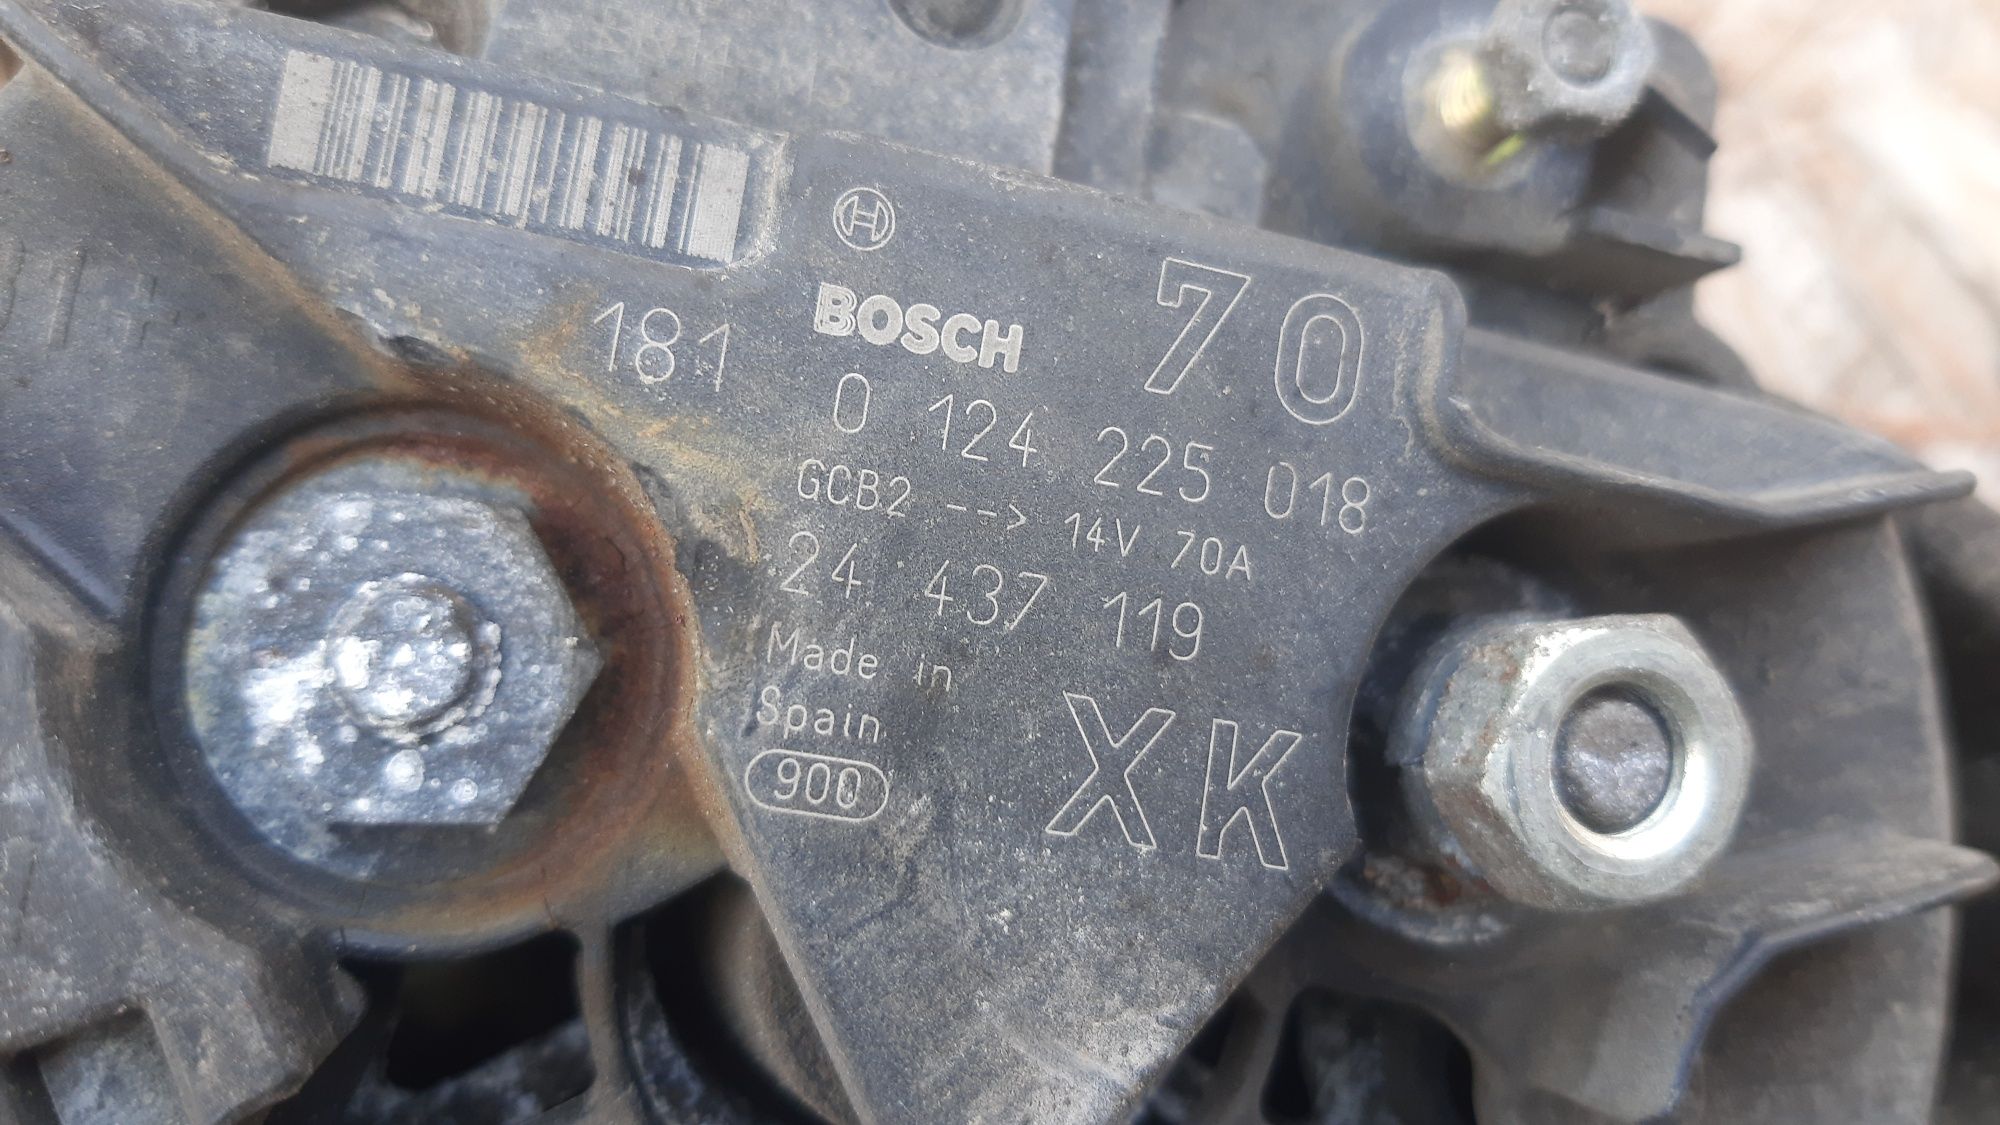 181
BOSCH
70
0 124 225 018
GCB2 --> 14V 70A
24 437 119
Made in
Spain
900
XK